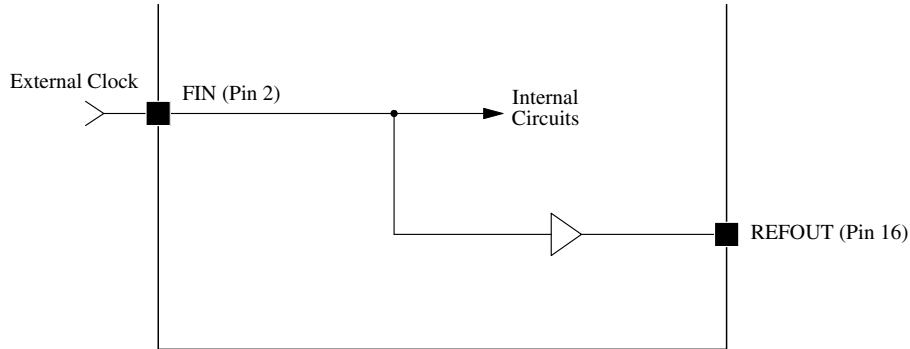 External Clock
FIN (Pin 2)
Internal
Circuits
REFOUT (Pin 16)